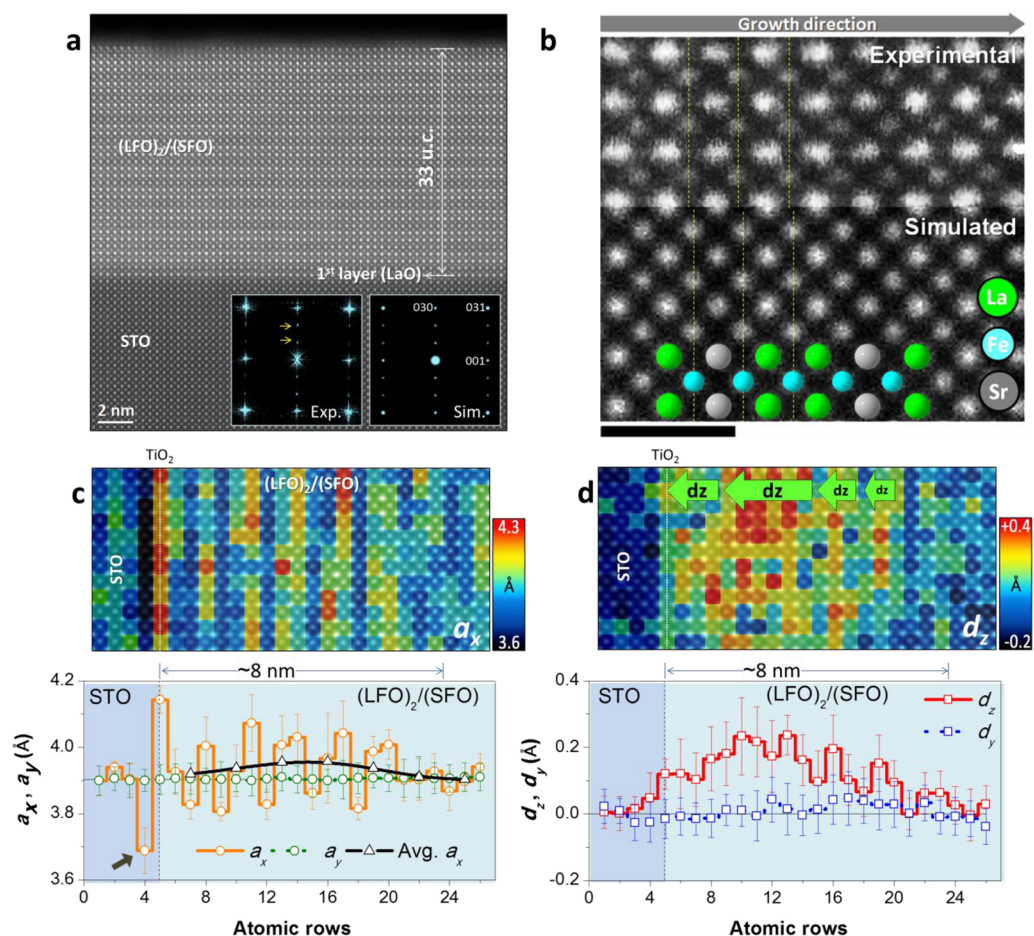 a
(LFO)2/(SFO)
33 u.c.
1st layer (LaO)
STO
2 nm
Exp.
030
031
001
Sim.
b
Growth direction
Experimental
Simulated
La
Fe
Sr
c
TiO2
(LFO)2/(SFO)
STO
ax
4.3
Å
3.6
~8 nm
STO
(LFO)2/(SFO)
4.2
4.0
3.8
3.6
ax, ay (Å)
ax
ay
Avg. ax
0 4 8 12 16 20 24
Atomic rows
d
TiO2
dz
dz
dz
dz
STO
dz
+0.4
Å
-0.2
~8 nm
STO
(LFO)2/(SFO)
dz
dy
0.4
0.2
0.0
-0.2
dz, dy (Å)
0 4 8 12 16 20 24
Atomic rows